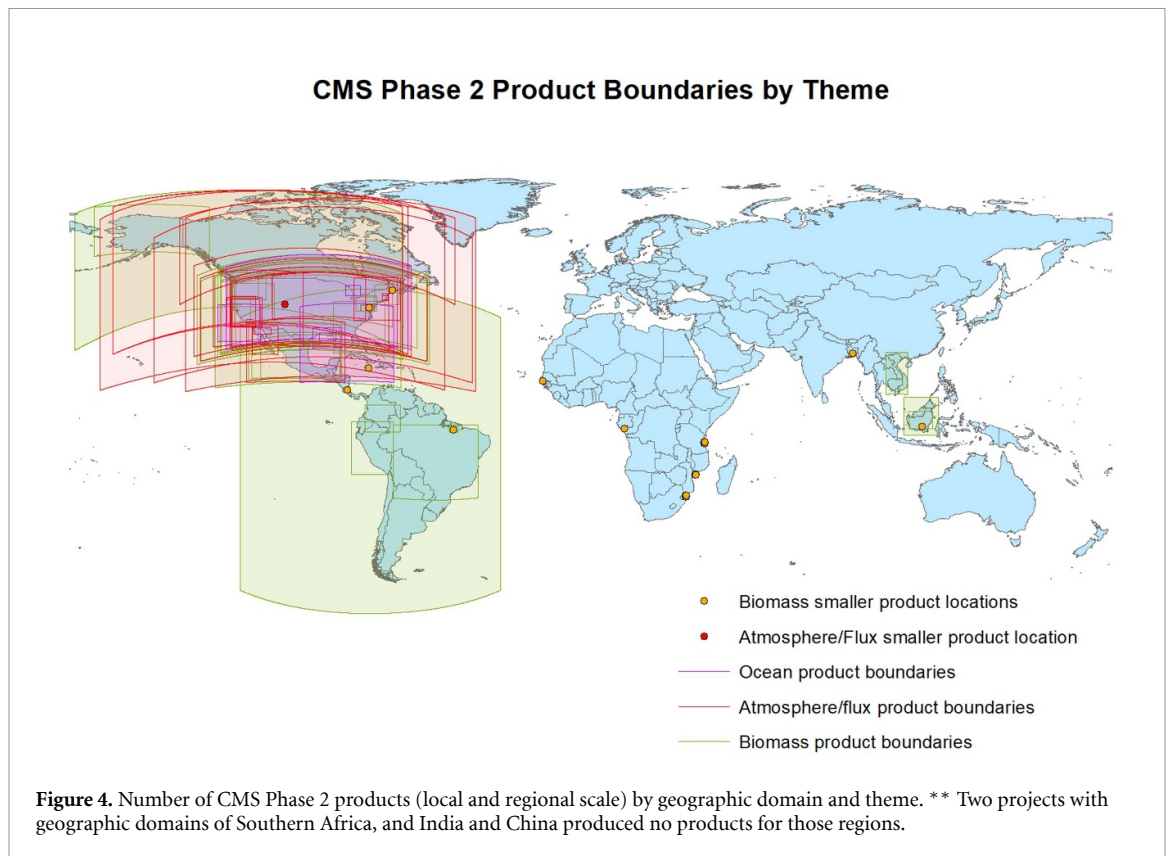 CMS Phase 2 Product Boundaries by Theme
Biomass smaller product locations
Atmosphere/Flux smaller product location
Ocean product boundaries
Atmosphere/flux product boundaries
Biomass product boundaries
Figure 4. Number of CMS Phase 2 products (local and regional scale) by geographic domain and theme. ** Two projects with
geographic domains of Southern Africa, and India and China produced no products for those regions.